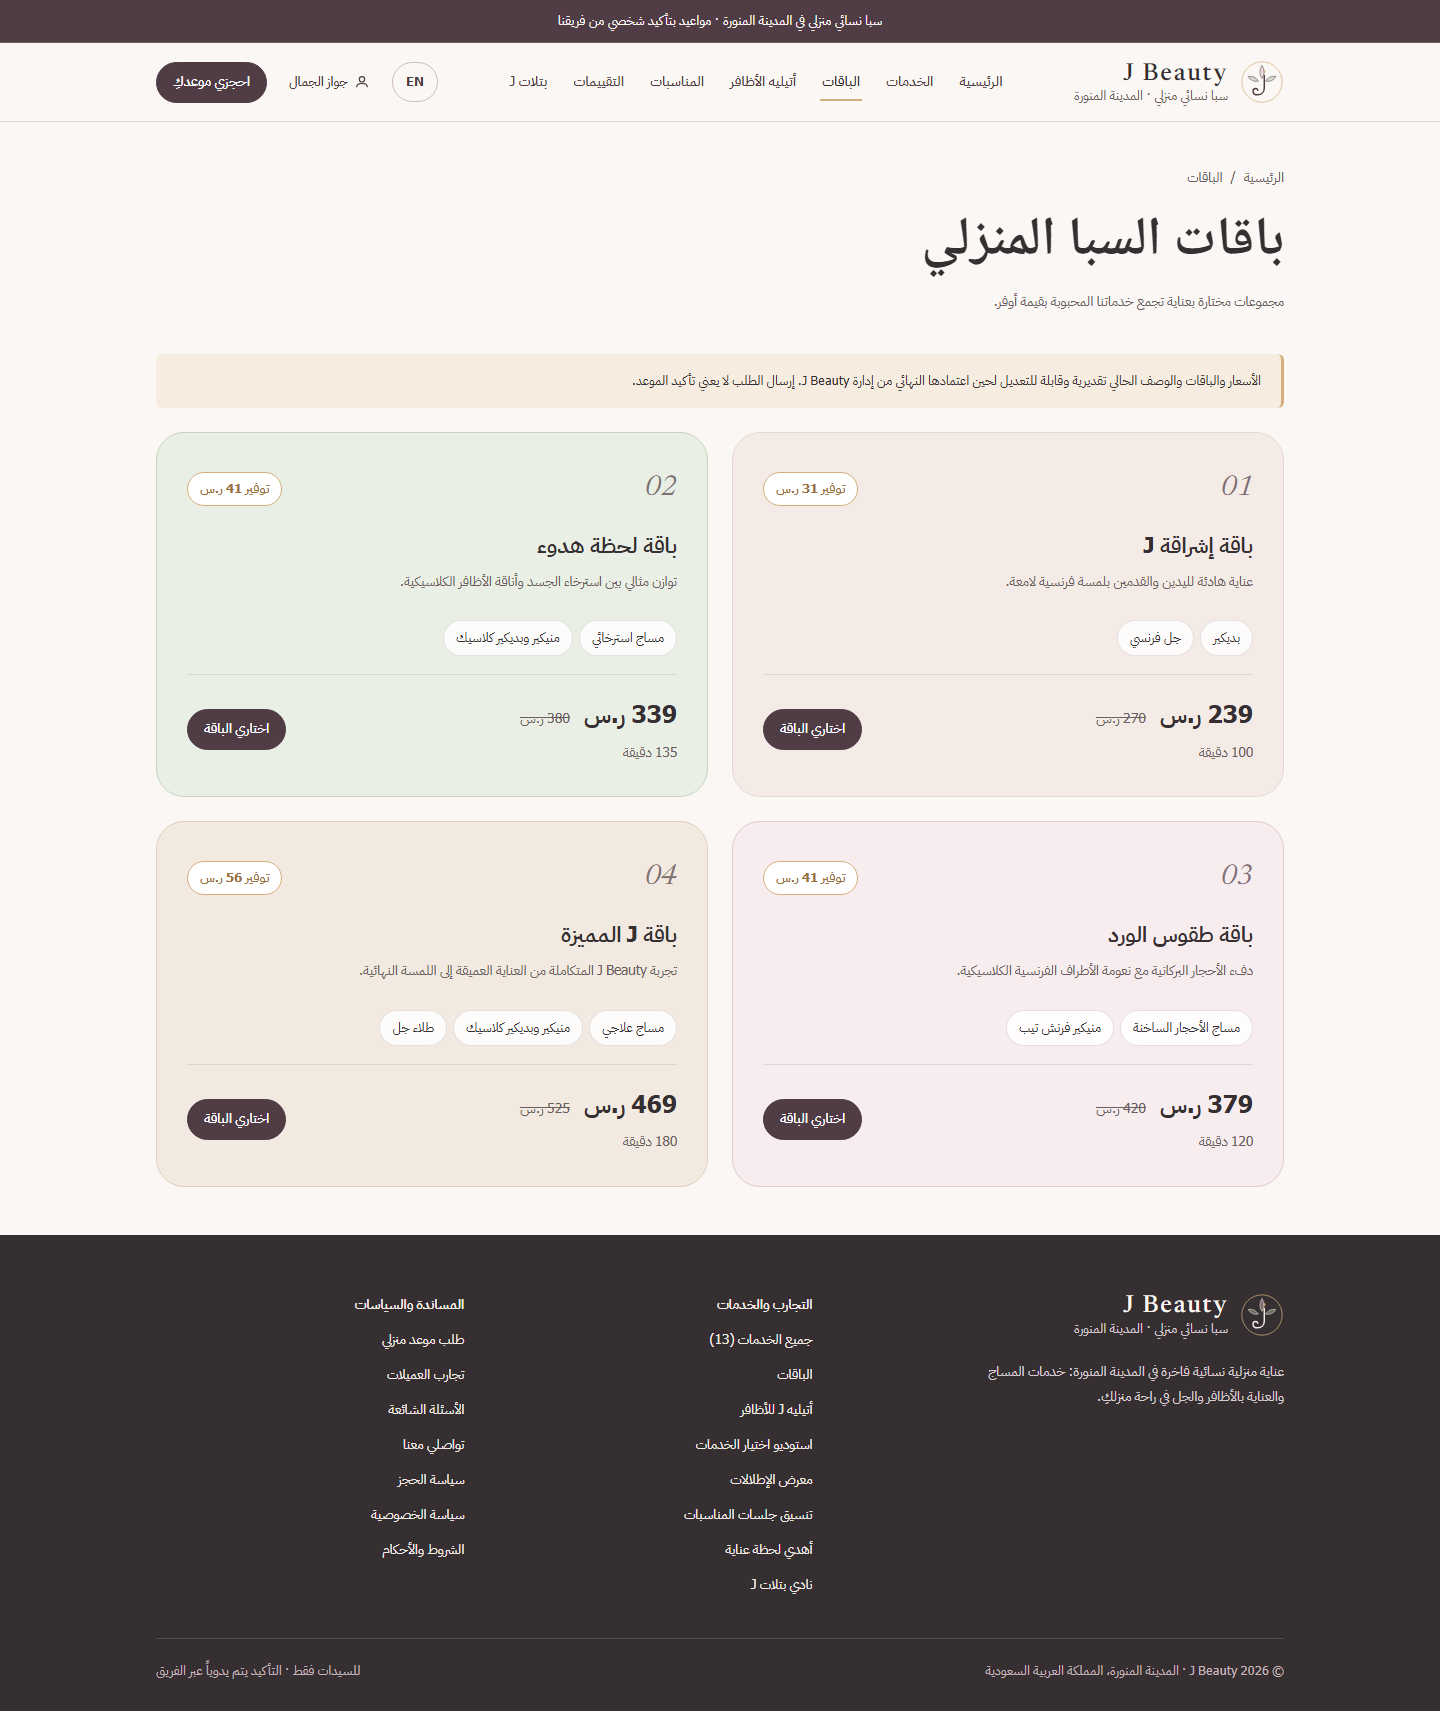 سبا نسائي منزلي في المدينة المنورة · مواعيد بتأكيد شخصي من فريقنا
J Beauty
سبا نسائي منزلي · المدينة المنورة
الرئيسية
الخدمات
الباقات
أتيليه الأظافر
المناسبات
التقييمات
بتلات J
EN
جواز الجمال
احجزي موعدكِ
الرئيسية / الباقات
باقات السبا المنزلي
مجموعات مختارة بعناية تجمع خدماتنا المحبوبة بقيمة أوفر.
الأسعار والباقات والوصف الحالي تقديرية وقابلة للتعديل لحين اعتمادها النهائي من إدارة J Beauty. إرسال الطلب لا يعني تأكيد الموعد.
01
توفير 31 ر.س
باقة إشراقة J
عناية هادئة لليدين والقدمين بلمسة فرنسية لامعة.
بديكير
جل فرنسي
239 ر.س 270 ر.س
100 دقيقة
اختاري الباقة
02
توفير 41 ر.س
باقة لحظة هدوء
توازن مثالي بين استرخاء الجسد وأناقة الأظافر الكلاسيكية.
مساج استرخائي
منيكير وبديكير كلاسيك
339 ر.س 380 ر.س
135 دقيقة
اختاري الباقة
03
توفير 41 ر.س
باقة طقوس الورد
دفء الأحجار البركانية مع نعومة الأطراف الفرنسية الكلاسيكية.
مساج الأحجار الساخنة
منيكير فرنش تيب
379 ر.س 420 ر.س
120 دقيقة
اختاري الباقة
04
توفير 56 ر.س
باقة J المميزة
تجربة J Beauty المتكاملة من العناية العميقة إلى اللمسة النهائية.
مساج علاجي
منيكير وبديكير كلاسيك
طلاء جل
469 ر.س 525 ر.س
180 دقيقة
اختاري الباقة
J Beauty
سبا نسائي منزلي · المدينة المنورة
عناية منزلية نسائية فاخرة في المدينة المنورة: خدمات المساج
والعناية بالأظافر والجل في راحة منزلكِ.
التجارب والخدمات
جميع الخدمات (13)
الباقات
أتيليه J للأظافر
استوديو اختيار الخدمات
معرض الإطلالات
تنسيق جلسات المناسبات
أهدي لحظة عناية
نادي بتلات J
المساندة والسياسات
طلب موعد منزلي
تجارب العميلات
الأسئلة الشائعة
تواصلي معنا
سياسة الحجز
سياسة الخصوصية
الشروط والأحكام
© 2026 J Beauty · المدينة المنورة، المملكة العربية السعودية
للسيدات فقط · التأكيد يتم يدوياً عبر الفريق